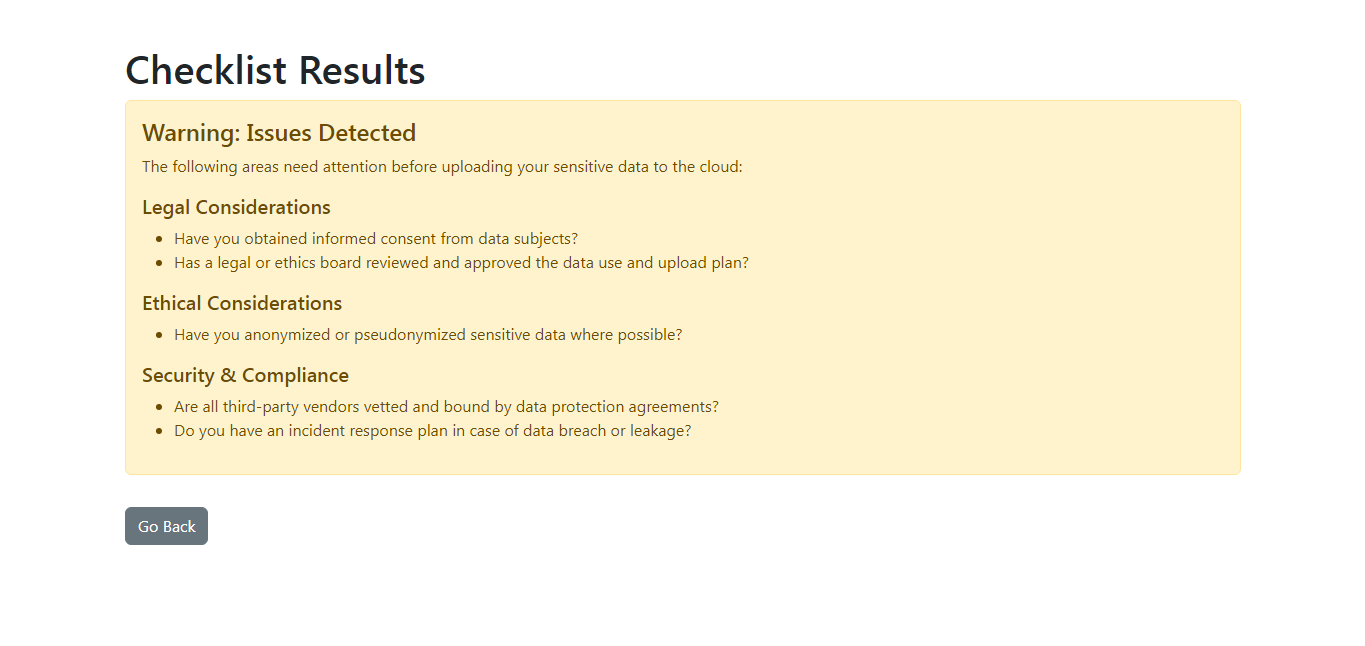 Checklist Results
Warning: Issues Detected
The following areas need attention before uploading your sensitive data to the cloud:
Legal Considerations
Have you obtained informed consent from data subjects?
Has a legal or ethics board reviewed and approved the data use and upload plan?
Ethical Considerations
Have you anonymized or pseudonymized sensitive data where possible?
Security & Compliance
Are all third-party vendors vetted and bound by data protection agreements?
Do you have an incident response plan in case of data breach or leakage?
Go Back